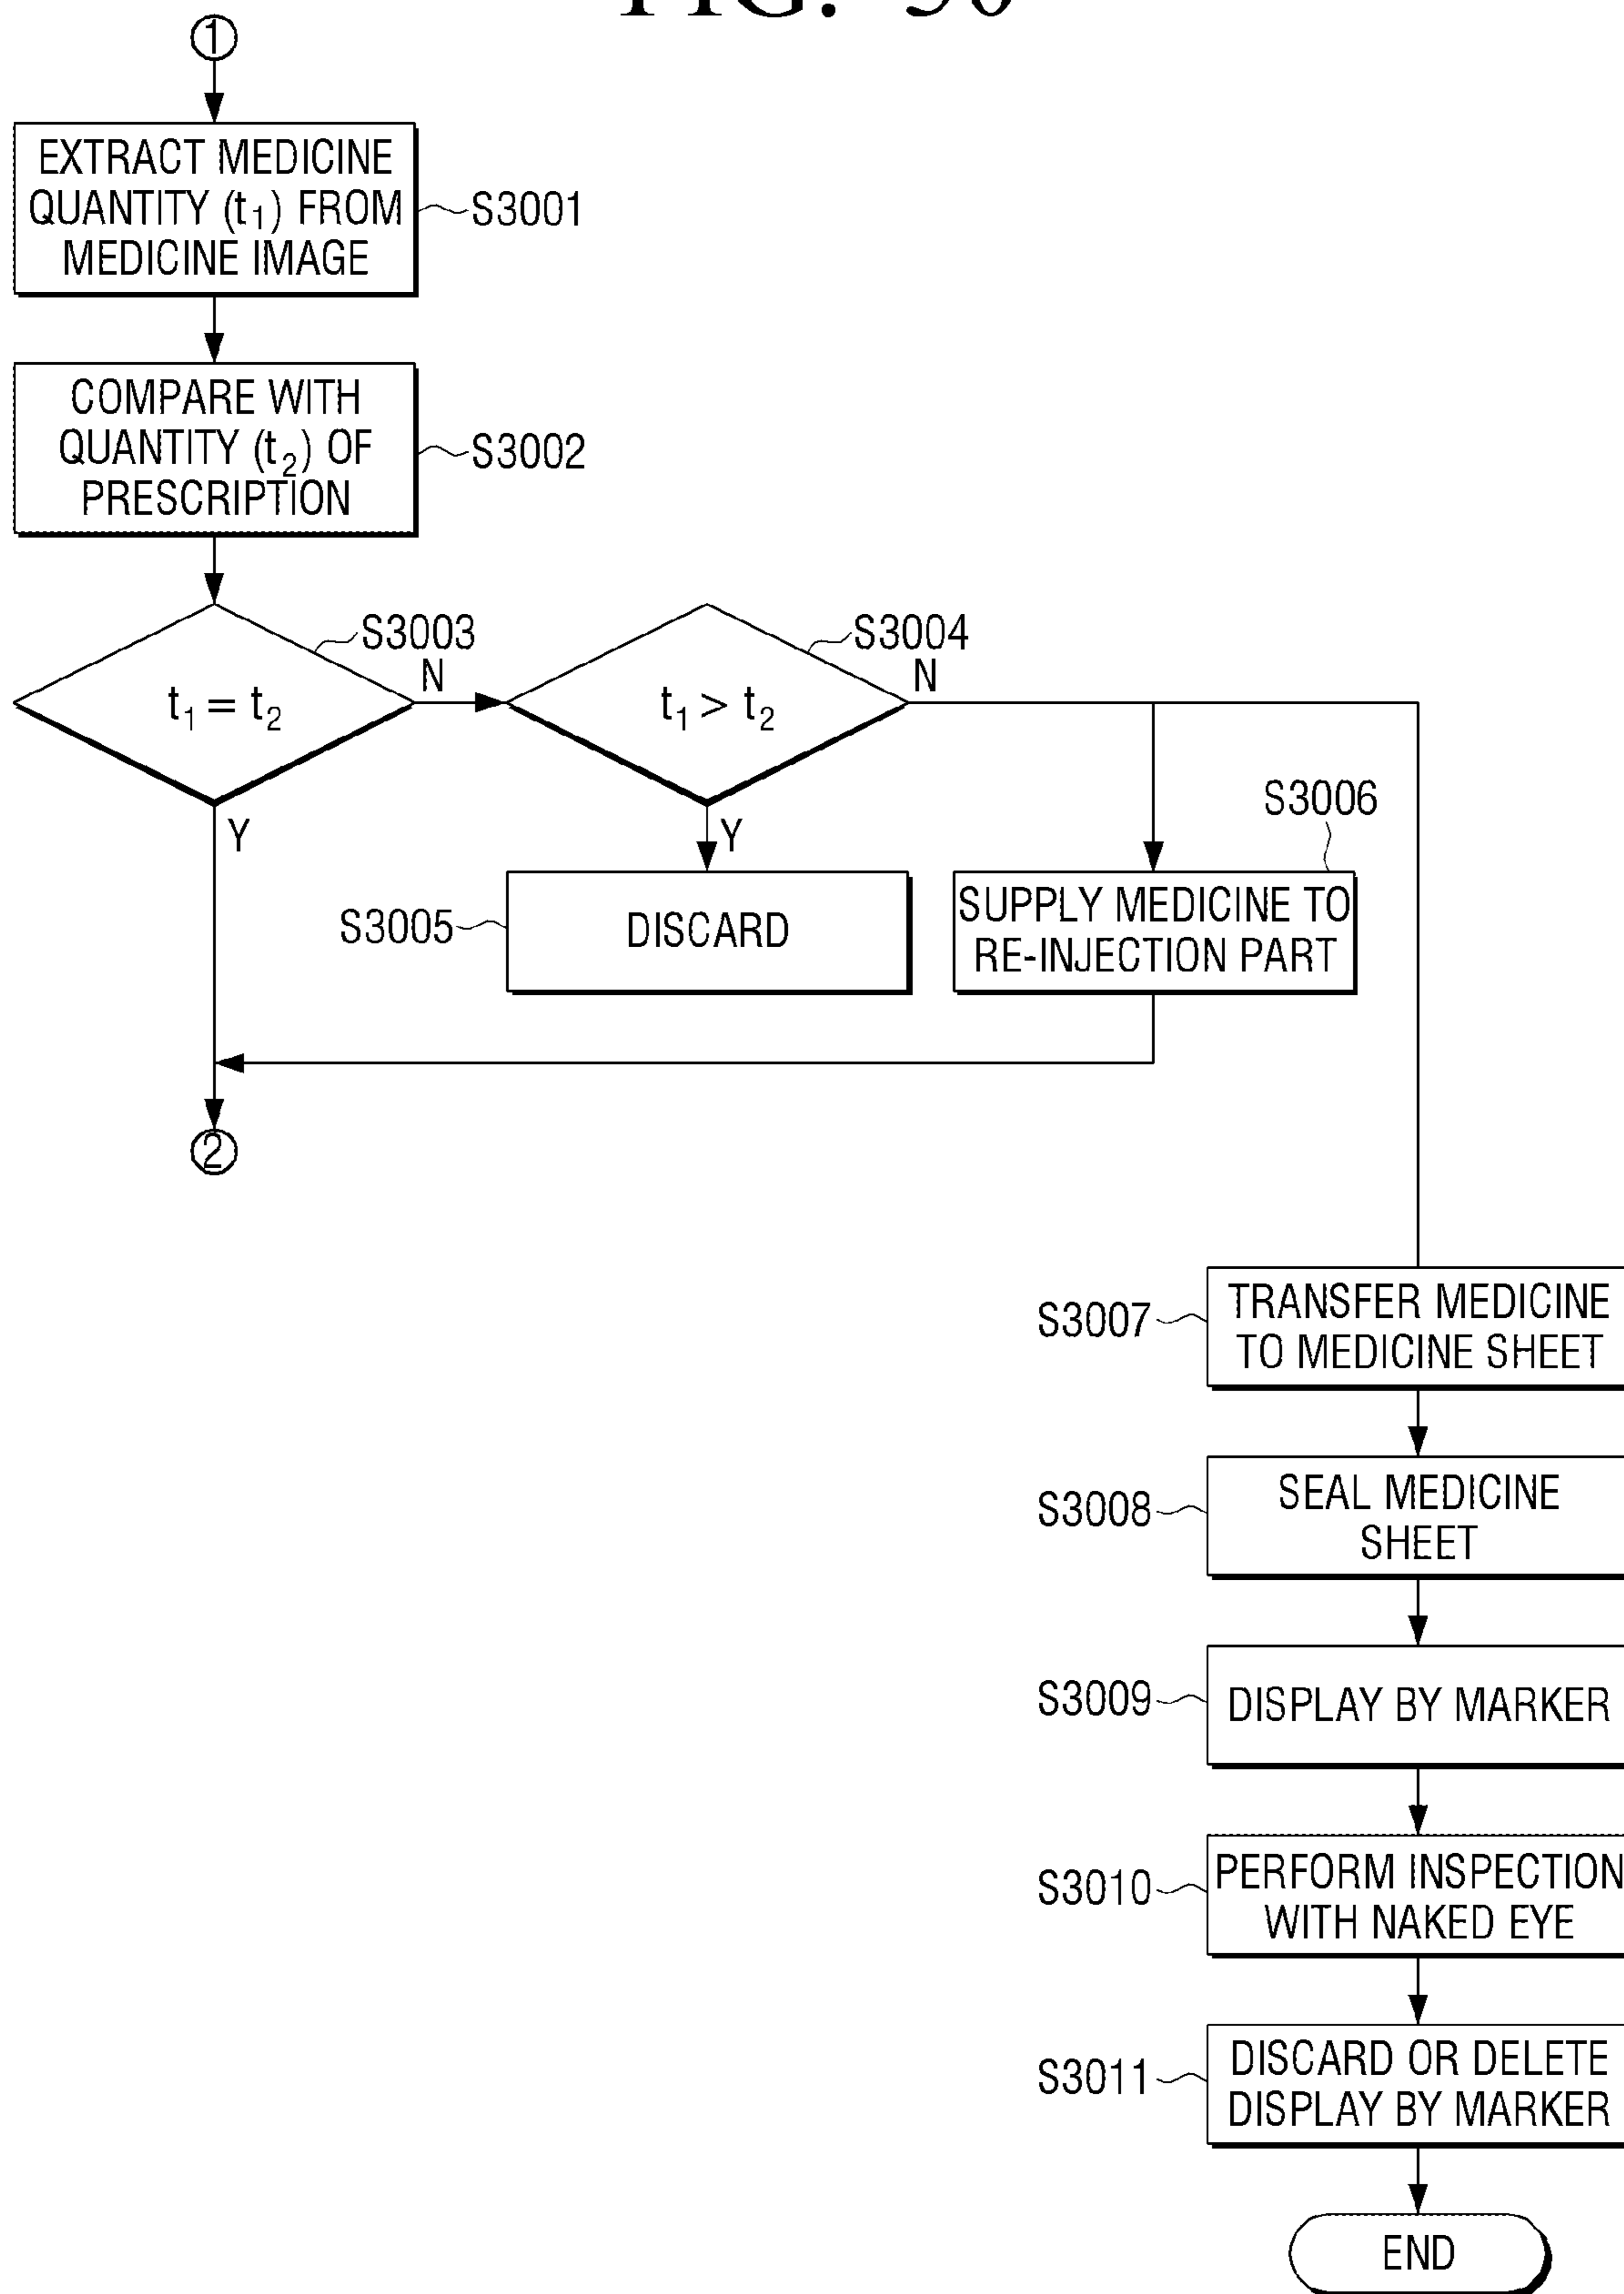 FIG. 30
1
EXTRACT MEDICINE
QUANTITY (t1) FROM
MEDICINE IMAGE
S3001
COMPARE WITH
QUANTITY (t2) OF
PRESCRIPTION
S3002
S3003
t1 = t2
N
Y
S3004
t1 > t2
N
Y
S3005
DISCARD
S3006
SUPPLY MEDICINE TO
RE-INJECTION PART
2
S3007
TRANSFER MEDICINE
TO MEDICINE SHEET
S3008
SEAL MEDICINE
SHEET
S3009
DISPLAY BY MARKER
S3010
PERFORM INSPECTION
WITH NAKED EYE
S3011
DISCARD OR DELETE
DISPLAY BY MARKER
END